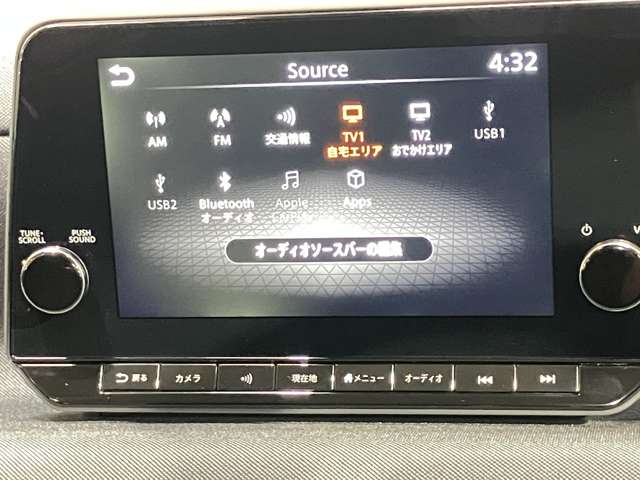 Source
4:32
AM
FM
交通情報
TV1
自宅エリア
TV2
おでかけエリア
USB1
USB2
Bluetooth
オーディオ
Apple
CarPlay
Apps
オーディオソースバーの編集
TUNE・
SCROLL
PUSH
SOUND
V
戻る
カメラ
現在地
メニュー
オーディオ